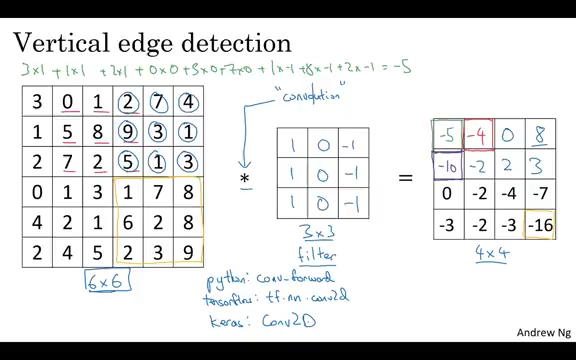 Vertical edge detection
3×1 + 1×1 + 2×1 + 0×0 + 5×0 + 7×0 + 1×-1 + 8×-1 + 2×-1 = -5
"convolution"
3 0 1 2 7 4
1 5 8 9 3 1
2 7 2 5 1 3
0 1 3 1 7 8
4 2 1 6 2 8
2 4 5 2 3 9
6×6
*
1 0 -1
1 0 -1
1 0 -1
3×3
filter
=
-5 -4 0 8
-10 -2 2 3
0 -2 -4 -7
-3 -2 -3 -16
4×4
python: conv-forward
tensorflow: tf.nn.conv2d
keras: Conv2D
Andrew Ng